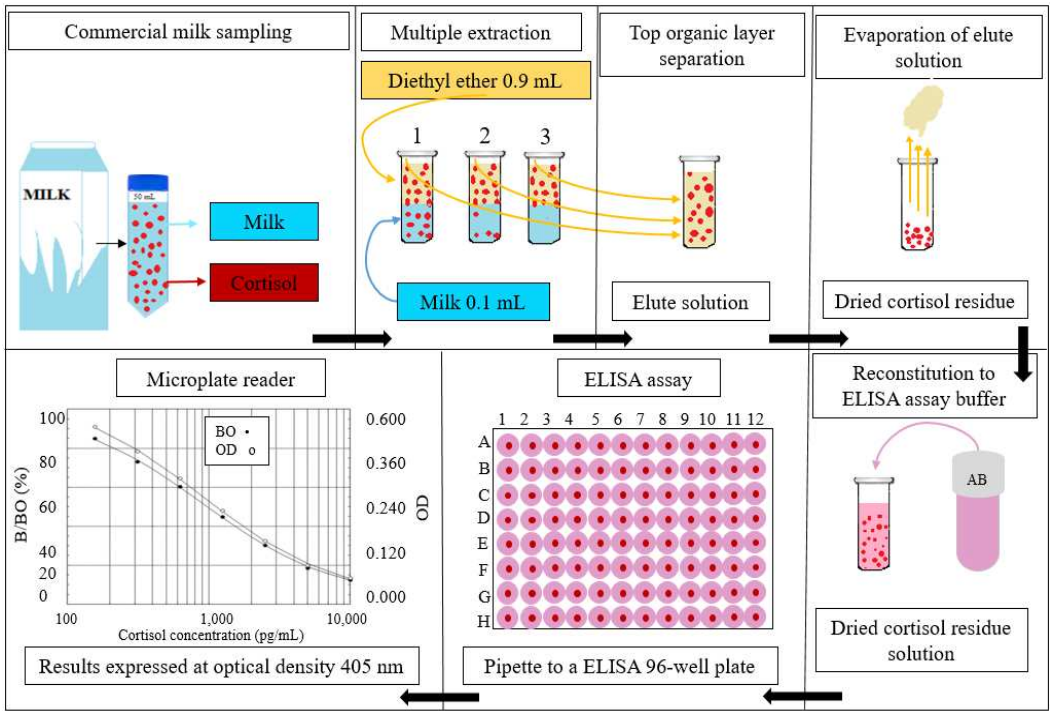 Commercial milk sampling
MILK
50 mL
Milk
Cortisol
Multiple extraction
Diethyl ether 0.9 mL
1 2 3
Milk 0.1 mL
Top organic layer
separation
Elute solution
Evaporation of elute
solution
Dried cortisol residue
Reconstitution to
ELISA assay buffer
AB
Dried cortisol residue
solution
ELISA assay
1 2 3 4 5 6 7 8 9 10 11 12
A
B
C
D
E
F
G
H
Pipette to a ELISA 96-well plate
Microplate reader
B/BO (%)
100
80
60
40
20
0
BO
OD
0.600
0.360
0.240
0.120
0.000
OD
100 1,000 10,000
Cortisol concentration (pg/mL)
Results expressed at optical density 405 nm